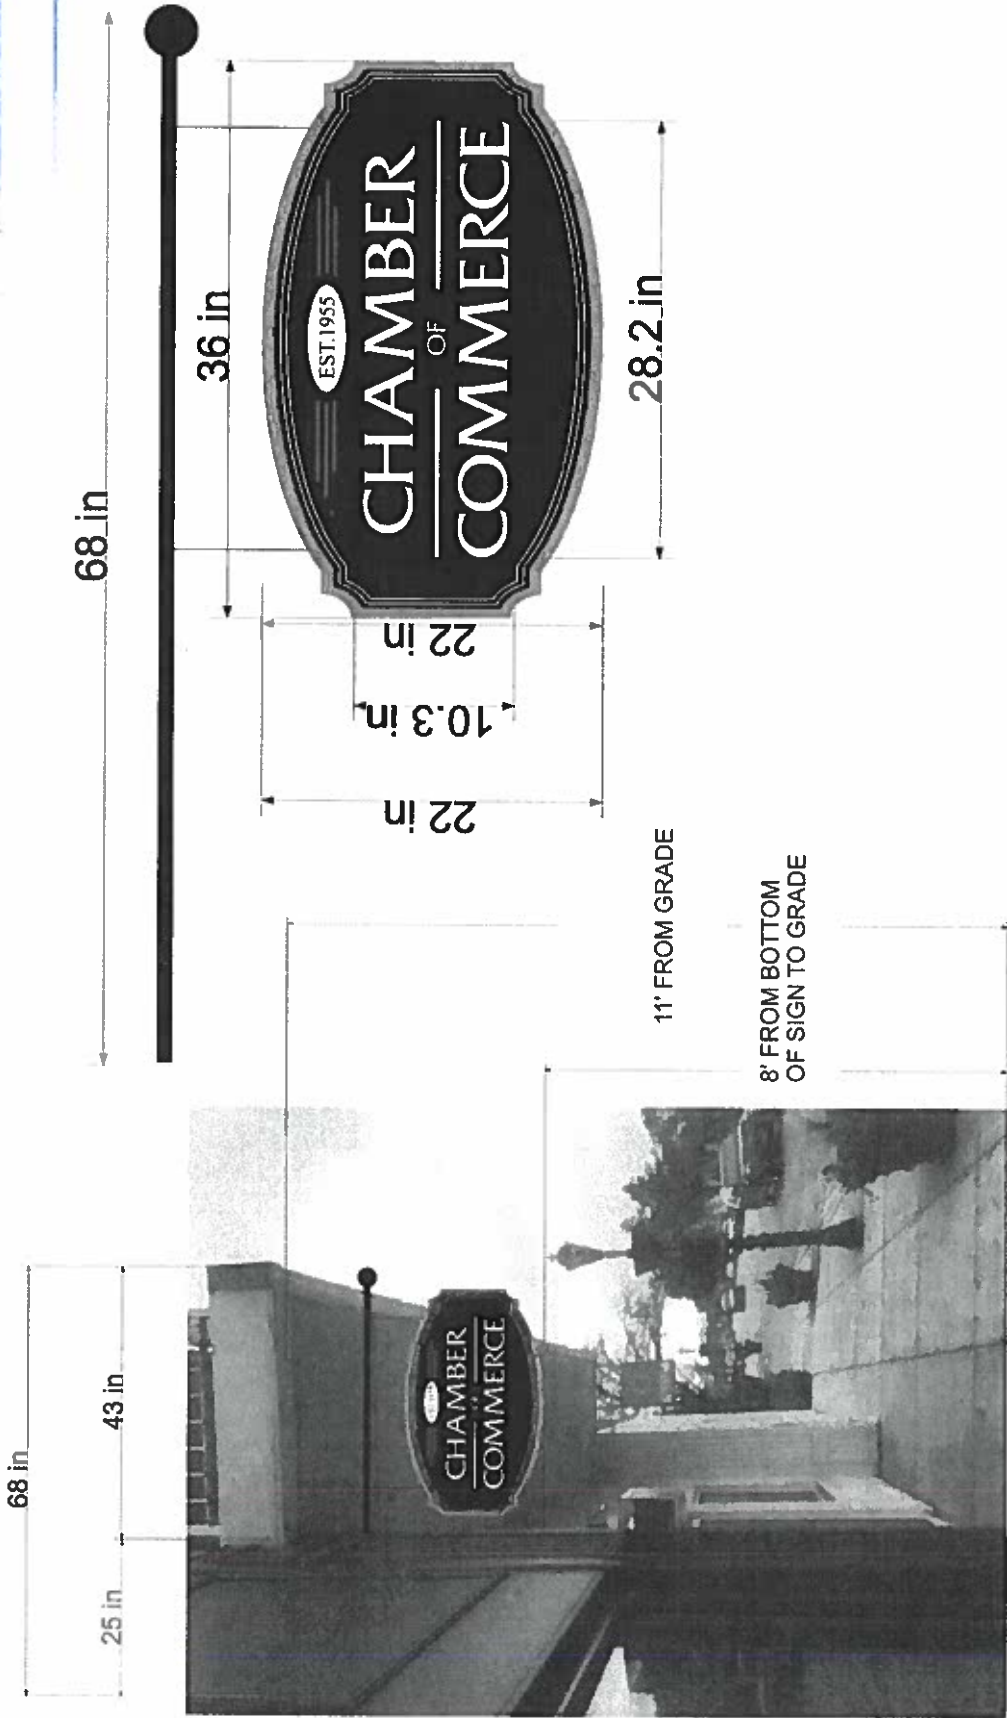 68 in
43 in
25 in
CHAMBER
COMMERCE
11' FROM GRADE
8' FROM BOTTOM
OF SIGN TO GRADE
68 in
36 in
EST.1955
CHAMBER
OF
COMMERCE
22 in
10.3 in
22 in
28.2 in